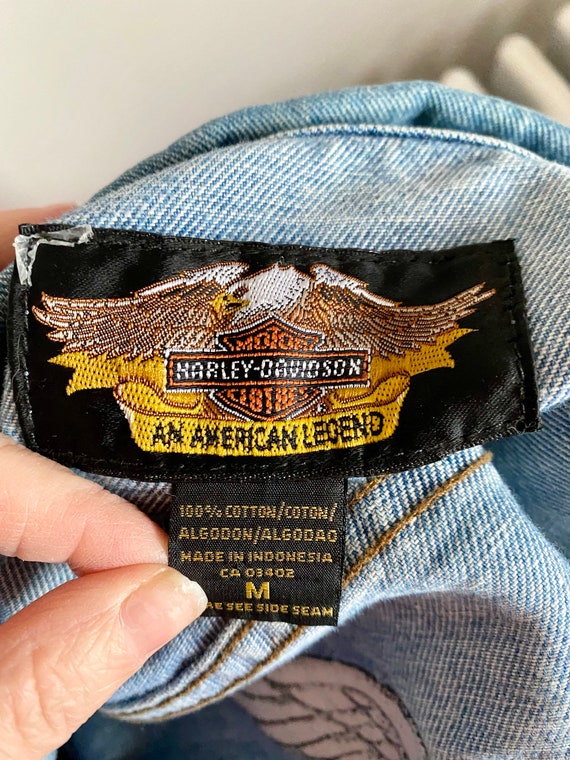 MOTOR
HARLEY-DAVIDSON
CYCLES
AN AMERICAN LEGEND
100% COTTON/COTON/
ALGODON/ALGODAO
MADE IN INDONESIA
CA 03402
M
SEE SIDE SEAM